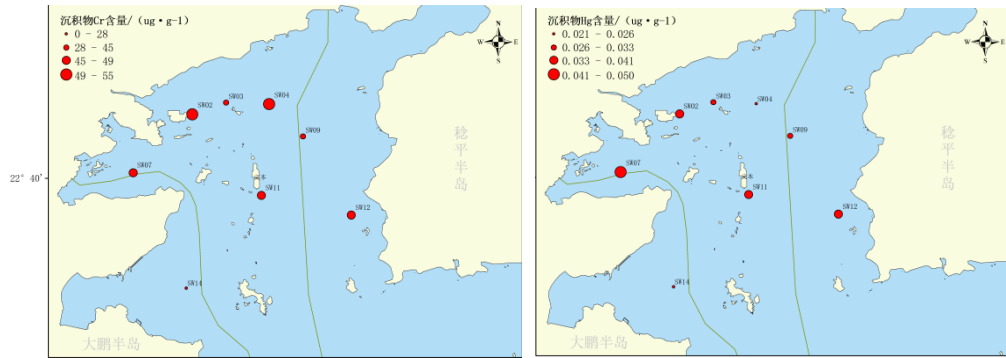 沉积物Cr含量/（ug·g-1）
0 - 28
28 - 45
45 - 49
49 - 55
N
W
E
S
SW02
SW03
SW04
SW09
SW07
SW11
SW12
SW14
稔平半岛
大鹏半岛
22° 40'
沉积物Hg含量/（ug·g-1）
0.021 - 0.026
0.026 - 0.033
0.033 - 0.041
0.041 - 0.050
N
W
E
S
SW02
SW03
SW04
SW09
SW07
SW11
SW12
SW14
稔平半岛
大鹏半岛